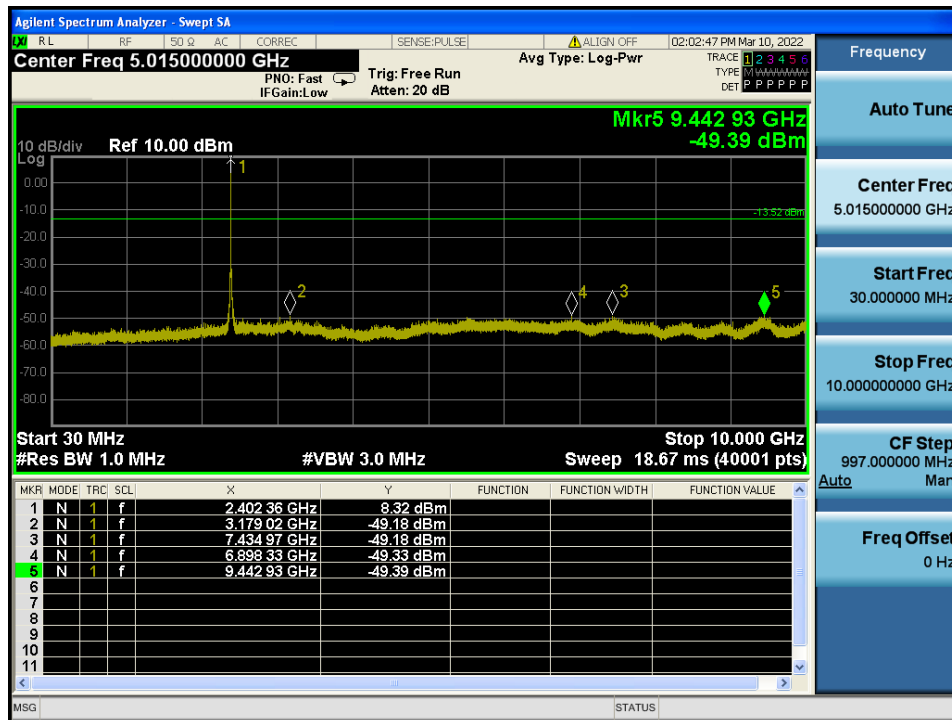 Agilent Spectrum Analyzer - Swept SA
LXI RL RF 50 Ω AC CORREC SENSE:PULSE ALIGN OFF 02:02:47 PM Mar 10, 2022
Center Freq 5.015000000 GHz
PNO: Fast
IFGain:Low
Trig: Free Run
Atten: 20 dB
Avg Type: Log-Pwr
TRACE 1 2 3 4 5 6
TYPE M
DET P P P P P P
Mkr5 9.442 93 GHz
-49.39 dBm
10 dB/div
Log
Ref 10.00 dBm
0.00
-10.0
-20.0
-30.0
-40.0
-50.0
-60.0
-70.0
-80.0
-13.52 dBm
1
2
4
3
5
Start 30 MHz
Stop 10.000 GHz
#Res BW 1.0 MHz
#VBW 3.0 MHz
Sweep 18.67 ms (40001 pts)
MKR MODE TRC SCL X Y FUNCTION FUNCTION WIDTH FUNCTION VALUE
1 N 1 f 2.402 36 GHz 8.32 dBm
2 N 1 f 3.179 02 GHz -49.18 dBm
3 N 1 f 7.434 97 GHz -49.18 dBm
4 N 1 f 6.898 33 GHz -49.33 dBm
5 N 1 f 9.442 93 GHz -49.39 dBm
6
7
8
9
10
11
MSG
STATUS
Frequency
Auto Tune
Center Freq
5.015000000 GHz
Start Freq
30.000000 MHz
Stop Freq
10.000000000 GHz
CF Step
997.000000 MHz
Auto Man
Freq Offset
0 Hz